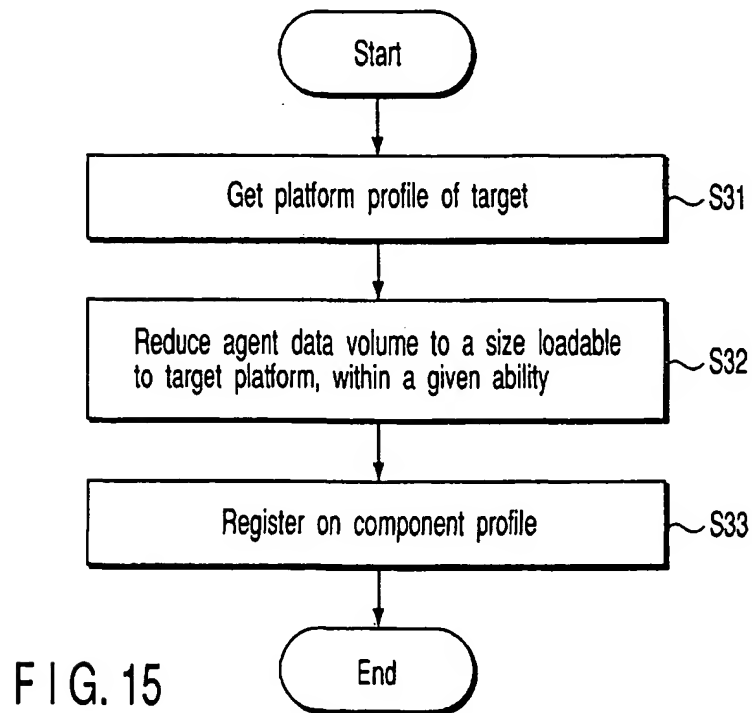 Start
Get platform profile of target
S31
Reduce agent data volume to a size loadable
to target platform, within a given ability
S32
Register on component profile
S33
End
FIG. 15